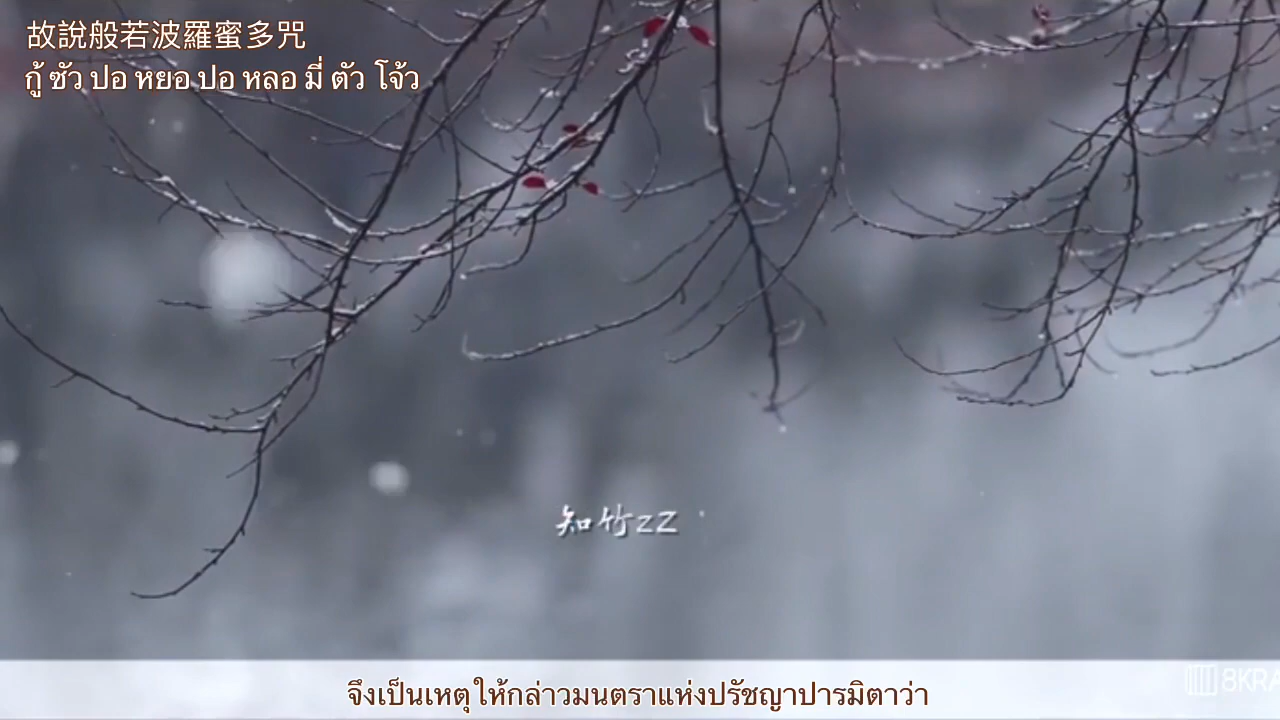 故說般若波羅蜜多咒
กู้ ซัว ปอ หยอ ปอ หลอ มี่ ตัว โจ้ว
知竹zZ
จึงเป็นเหตุให้กล่าวมนตราแห่งปรัชญาปารมิตาว่า
8KRA